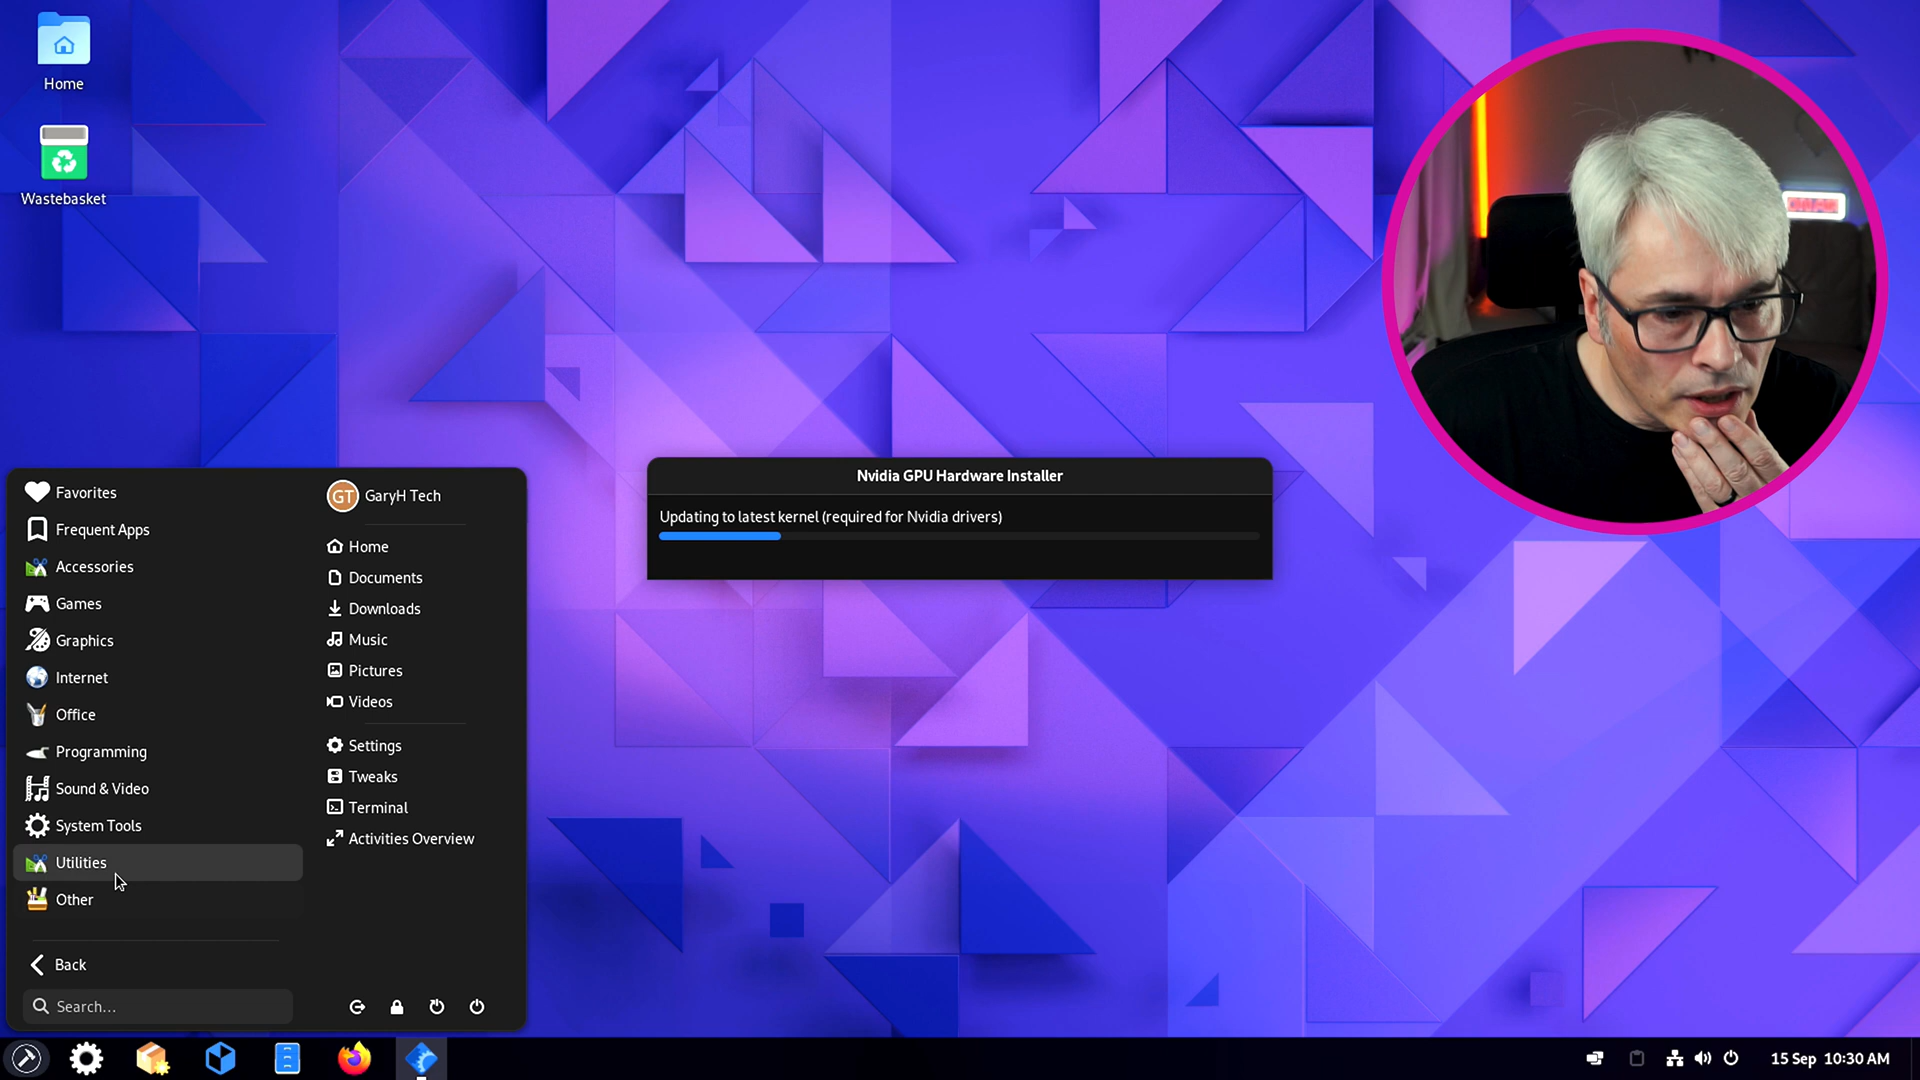 Home
Wastebasket
Favorites
Frequent Apps
Accessories
Games
Graphics
Internet
Office
Programming
Sound & Video
System Tools
Utilities
Other
Back
Search...
GT GaryH Tech
Home
Documents
Downloads
Music
Pictures
Videos
Settings
Tweaks
Terminal
Activities Overview
Nvidia GPU Hardware Installer
Updating to latest kernel (required for Nvidia drivers)
15 Sep 10:30 AM